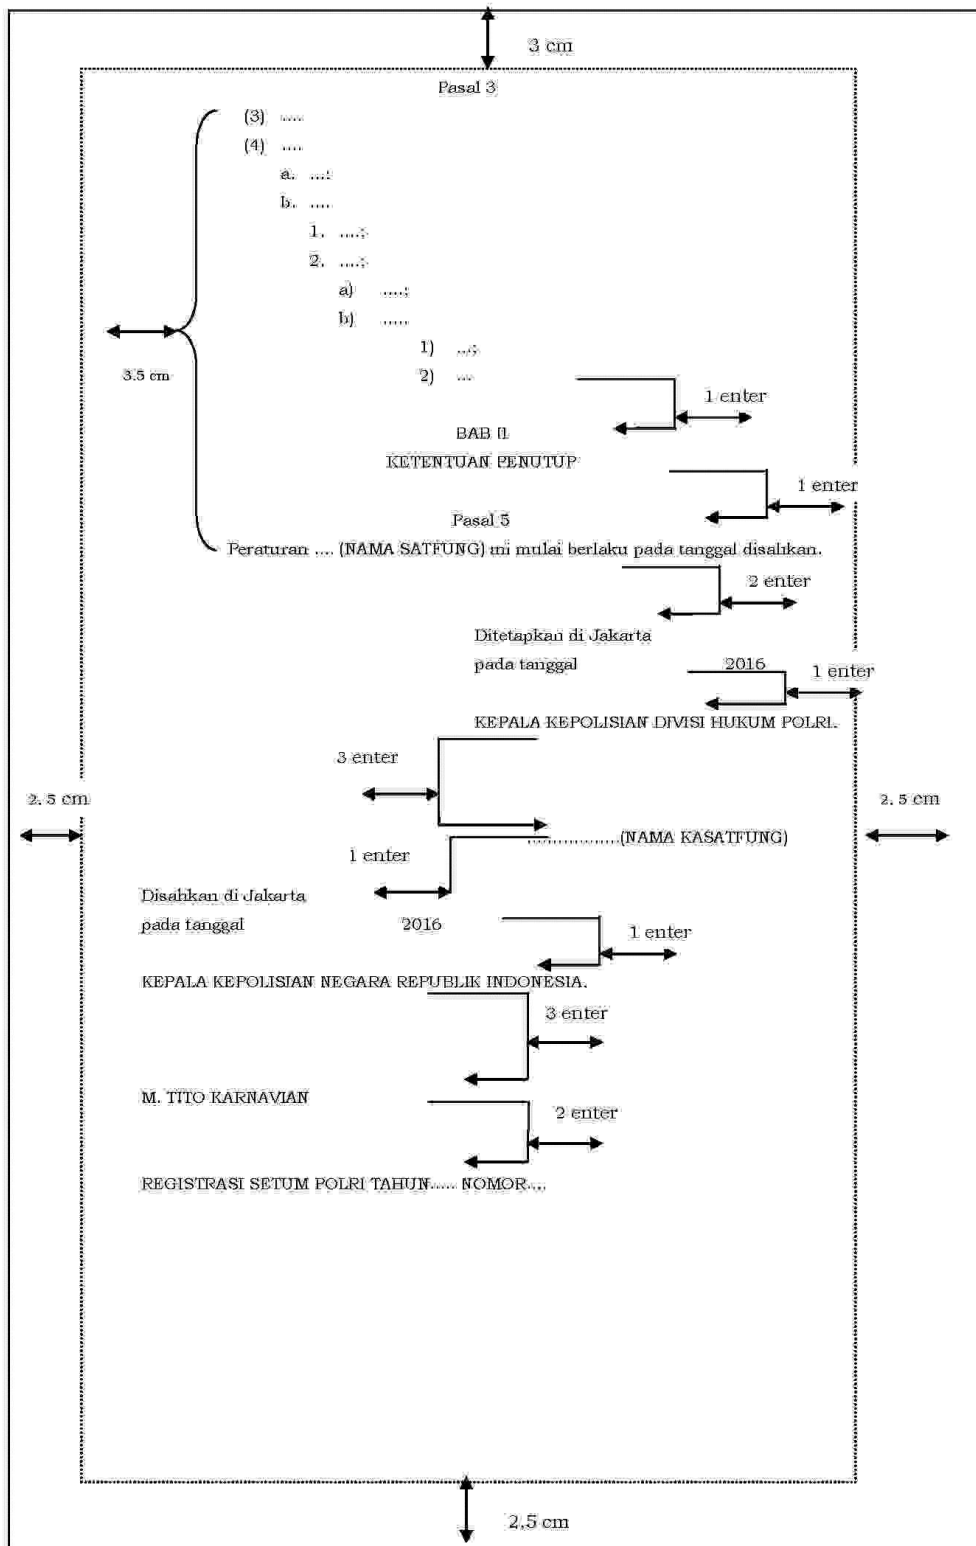 3 cm
Pasal 3
(3) ....
(4) ....
a. ...;
b. ....
1. ....;
2. ....;
a) ....;
b) .....
3.5 cm
1) ...;
2) ...
1 enter
BAB II
KETENTUAN PENUTUP
1 enter
Pasal 5
Peraturan .... (NAMA SATFUNG) ini mulai berlaku pada tanggal disahkan.
2 enter
Ditetapkan di Jakarta
pada tanggal 2016
1 enter
KEPALA KEPOLISIAN DIVISI HUKUM POLRI.
3 enter
2. 5 cm
2. 5 cm
...................(NAMA KASATFUNG)
1 enter
Disahkan di Jakarta
pada tanggal 2016
1 enter
KEPALA KEPOLISIAN NEGARA REPUBLIK INDONESIA.
3 enter
M. TITO KARNAVIAN
2 enter
REGISTRASI SETUM POLRI TAHUN...... NOMOR....
2,5 cm